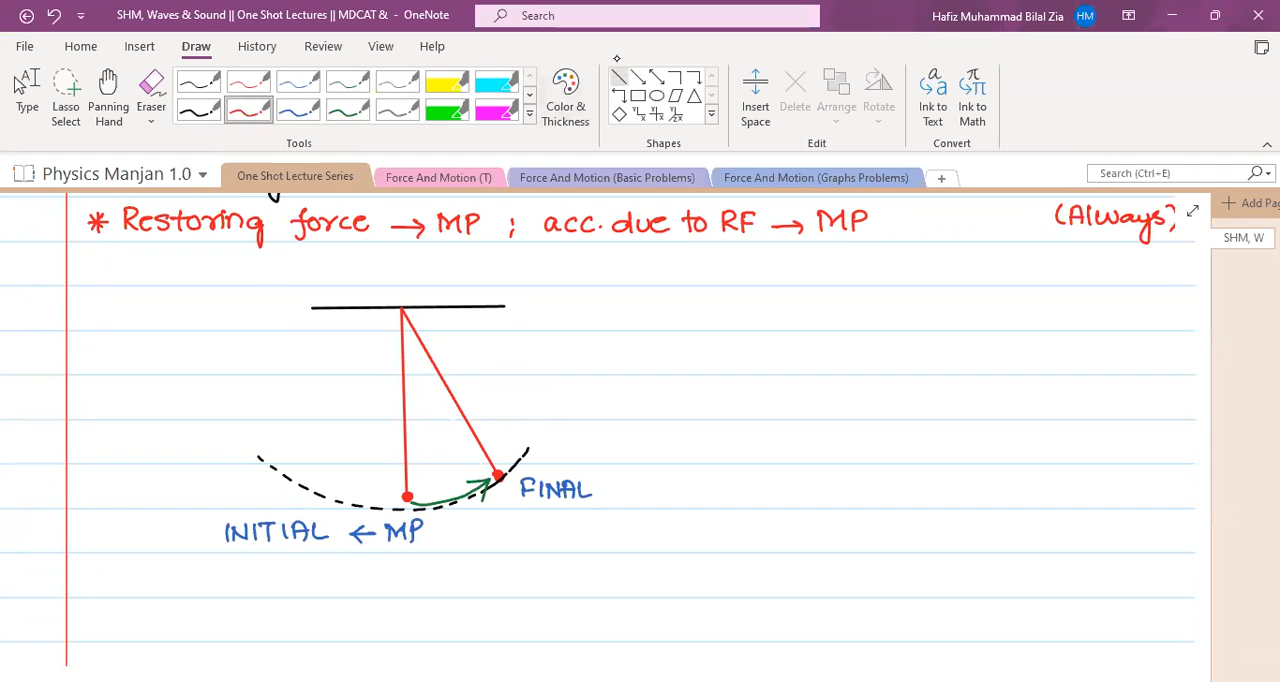 SHM, Waves & Sound || One Shot Lectures || MDCAT & - OneNote
Search
Hafiz Muhammad Bilal Zia HM
File Home Insert Draw History Review View Help
Type Lasso Select Panning Hand Eraser Color & Thickness Insert Space Delete Arrange Rotate Ink to Text Ink to Math
Tools Shapes Edit Convert
Physics Manjan 1.0 One Shot Lecture Series Force And Motion (T) Force And Motion (Basic Problems) Force And Motion (Graphs Problems) Search (Ctrl+E)
* Restoring force → MP ; acc. due to RF → MP (Always)
Add Pag
SHM, W
FINAL
INITIAL ← MP